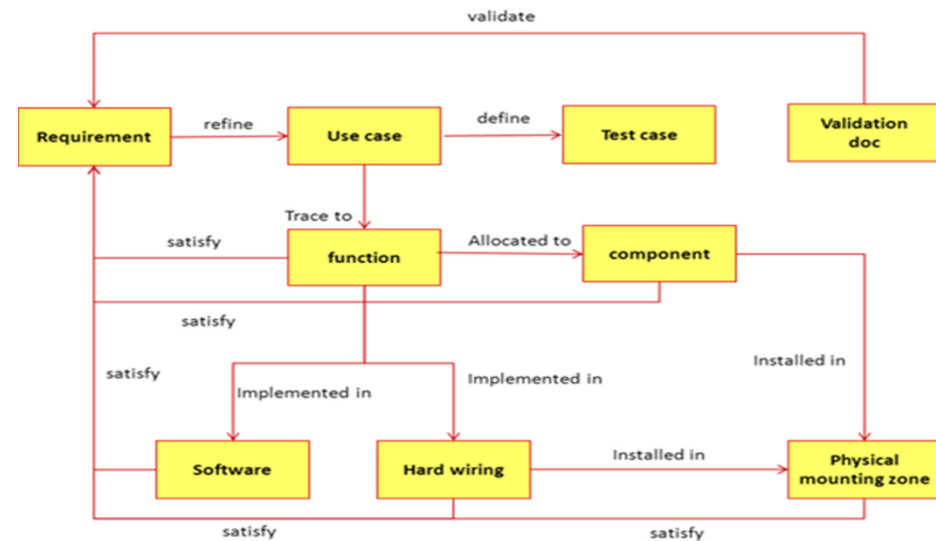 validate
Requirement
refine
Use case
define
Test case
Validation
doc
Trace to
satisfy
function
Allocated to
component
satisfy
satisfy
Implemented in
Implemented in
Installed in
Software
Hard wiring
Installed in
Physical
mounting zone
satisfy
satisfy